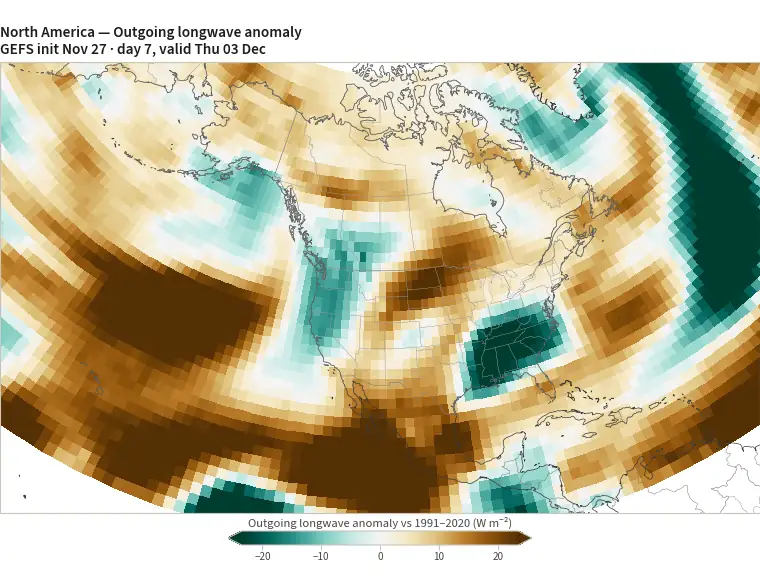 North America — Outgoing longwave anomaly
GEFS init Nov 27 · day 7, valid Thu 03 Dec
Outgoing longwave anomaly vs 1991–2020 (W m⁻²)
−20 −10 0 10 20